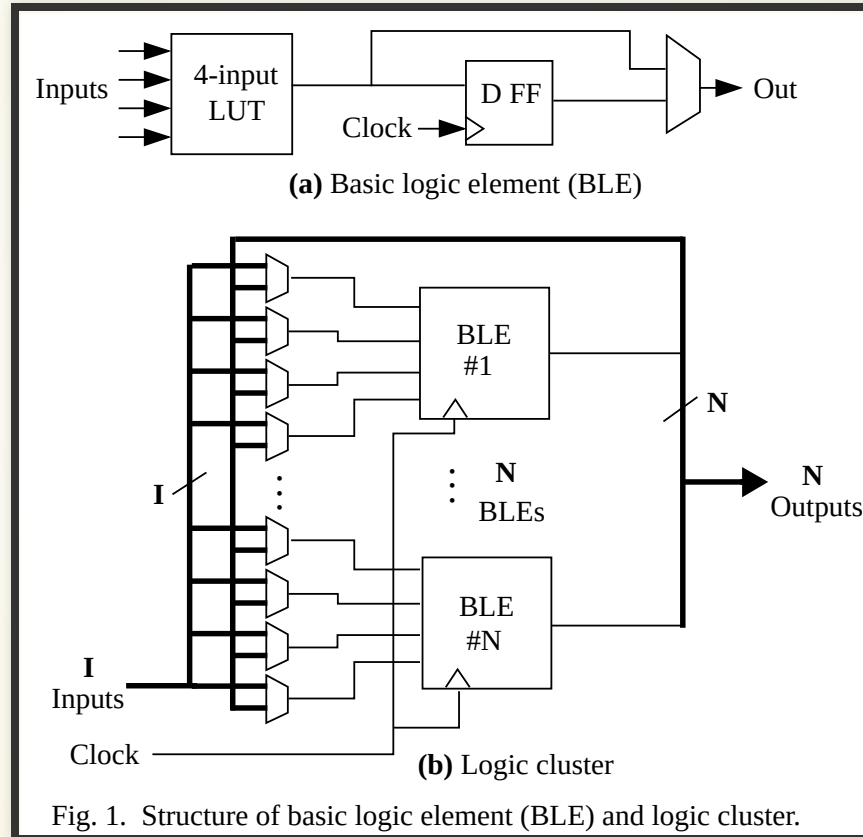 Inputs
4-input
LUT
D FF
Clock
Out
(a) Basic logic element (BLE)
BLE
#1
N
I
N
BLEs
N
Outputs
BLE
#N
I
Inputs
Clock
(b) Logic cluster
Fig. 1. Structure of basic logic element (BLE) and logic cluster.